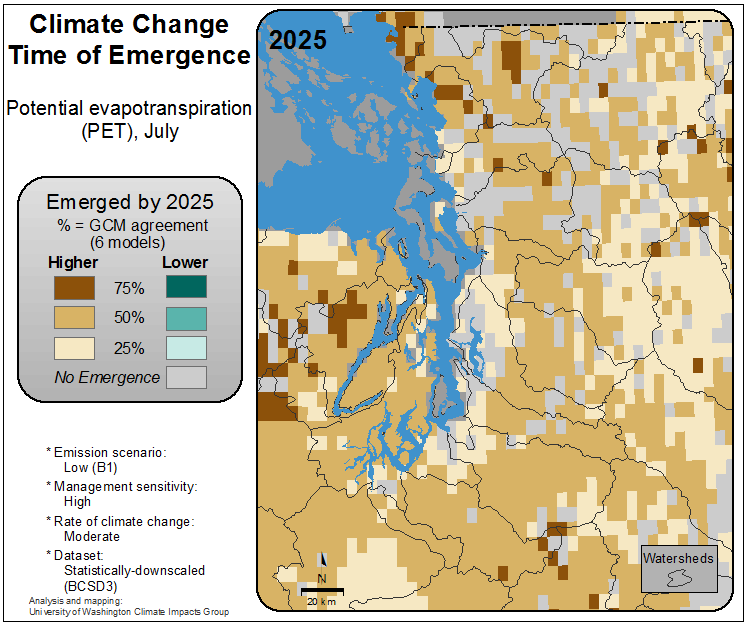 Climate Change
Time of Emergence
Potential evapotranspiration
(PET), July
Emerged by 2025
% = GCM agreement
(6 models)
Higher Lower
75%
50%
25%
No Emergence
* Emission scenario:
Low (B1)
* Management sensitivity:
High
* Rate of climate change:
Moderate
* Dataset:
Statistically-downscaled
(BCSD3)
Analysis and mapping:
University of Washington Climate Impacts Group
2025
N
20 km
Watersheds